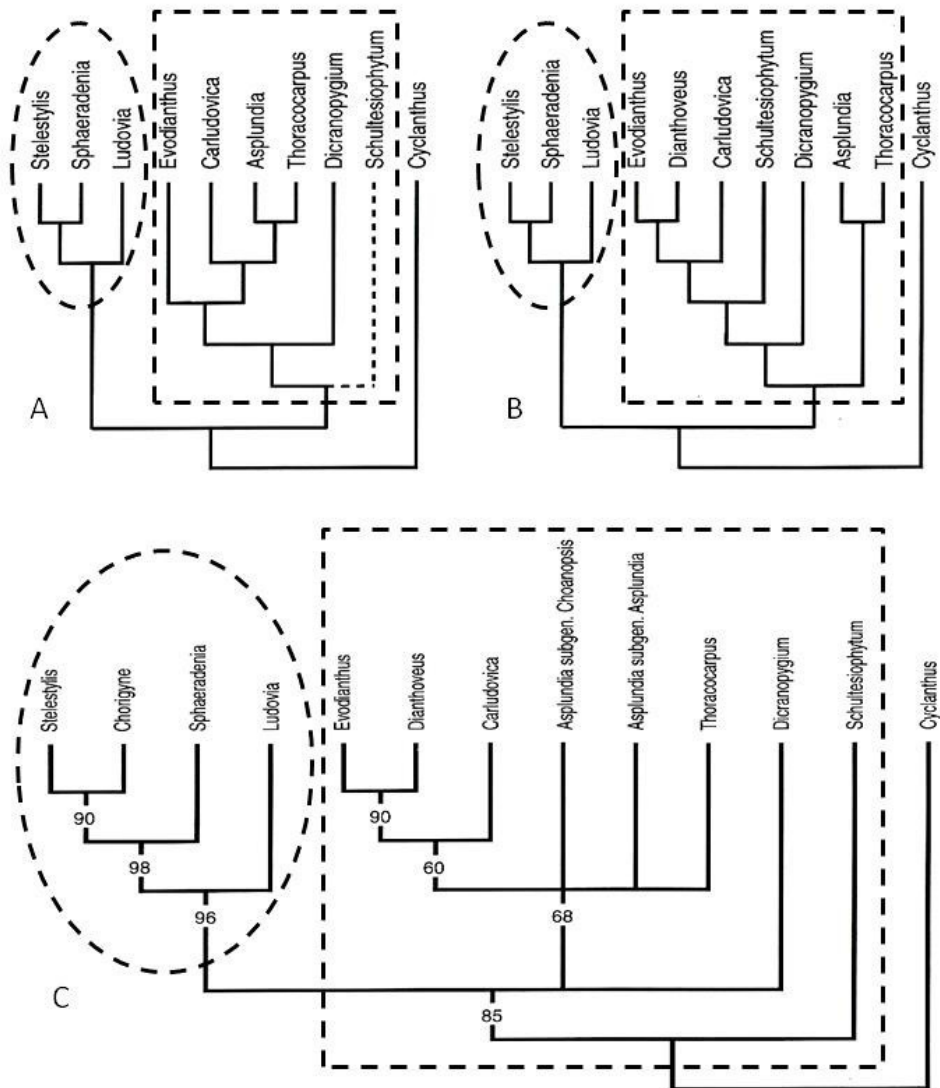 Stelestylis
Sphaeradenia
Ludovia
Evodianthus
Carludovica
Asplundia
Thoracocarpus
Dicranopygium
Schultesiophytum
Cyclanthus
A
Stelestylis
Sphaeradenia
Ludovia
Evodianthus
Dianthoveus
Carludovica
Schultesiophytum
Dicranopygium
Asplundia
Thoracocarpus
Cyclanthus
B
Stelestylis
Chorigyne
Sphaeradenia
Ludovia
Evodianthus
Dianthoveus
Carludovica
Asplundia subgen. Choanopsis
Asplundia subgen. Asplundia
Thoracocarpus
Dicranopygium
Schultesiophytum
Cyclanthus
90
90
98
60
96
68
C
85